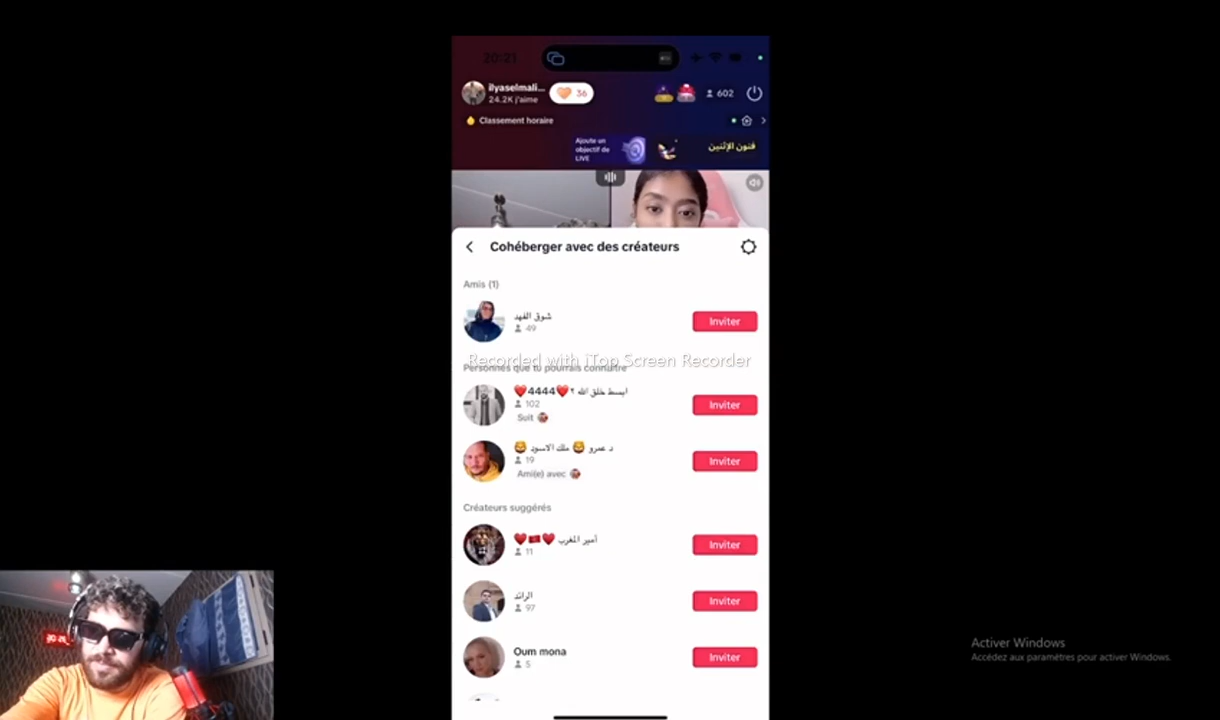 20:21
ilyaselmali...
24.2K j'aime
36
602
Classement horaire
Ajoute un
objectif de
LIVE
فنون الإثنين
Cohéberger avec des créateurs
Amis (1)
شوق الفهد
49
Inviter
Recorded with iTop Screen Recorder
Personnes que tu pourrais connaître
❤️4444❤️؟ ابسط خلق الله
102
Suit
Inviter
د عمرو 🦁 ملك الاسود 🦁
19
Ami(e) avec
Inviter
Créateurs suggérés
أمير المغرب ❤️🇲🇦❤️
11
Inviter
الرائد
97
Inviter
Oum mona
5
Inviter
Activer Windows
Accédez aux paramètres pour activer Windows.